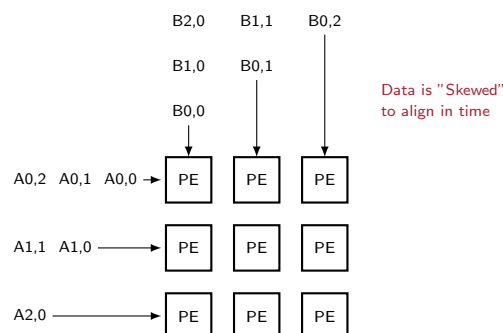 B2,0 B1,1 B0,2
B1,0 B0,1
B0,0
Data is "Skewed"
to align in time
A0,2 A0,1 A0,0 PE PE PE
A1,1 A1,0 PE PE PE
A2,0 PE PE PE